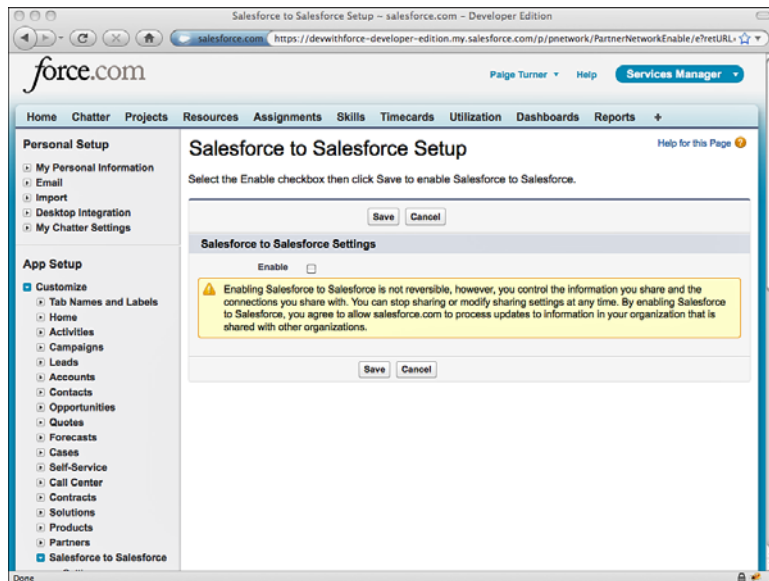 Salesforce to Salesforce Setup ~ salesforce.com – Developer Edition
salesforce.com https://devwithforce-developer-edition.my.salesforce.com/p/pnetwork/PartnerNetworkEnable/e?retURL
force.com
Paige Turner Help Services Manager
Home Chatter Projects Resources Assignments Skills Timecards Utilization Dashboards Reports +
Personal Setup
My Personal Information
Email
Import
Desktop Integration
My Chatter Settings
App Setup
Customize
Tab Names and Labels
Home
Activities
Campaigns
Leads
Accounts
Contacts
Opportunities
Quotes
Forecasts
Cases
Self-Service
Call Center
Contracts
Solutions
Products
Partners
Salesforce to Salesforce
Salesforce to Salesforce Setup
Help for this Page ?
Select the Enable checkbox then click Save to enable Salesforce to Salesforce.
Save Cancel
Salesforce to Salesforce Settings
Enable
Enabling Salesforce to Salesforce is not reversible, however, you control the information you share and the
connections you share with. You can stop sharing or modify sharing settings at any time. By enabling Salesforce
to Salesforce, you agree to allow salesforce.com to process updates to information in your organization that is
shared with other organizations.
Save Cancel
Done